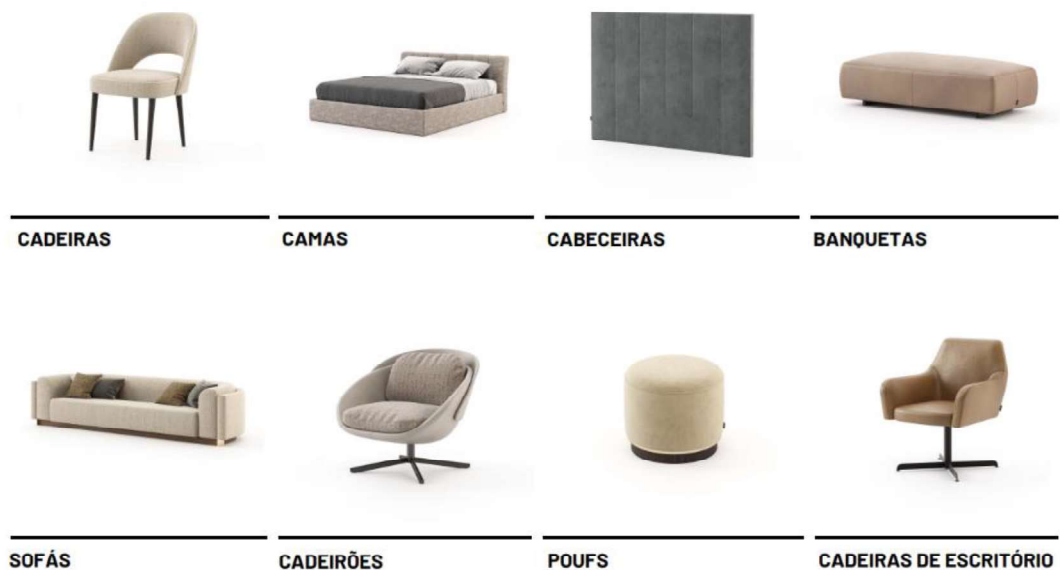 CADEIRAS
CAMAS
CABECEIRAS
BANQUETAS
SOFÁS
CADEIRÕES
POUFS
CADEIRAS DE ESCRITÓRIO